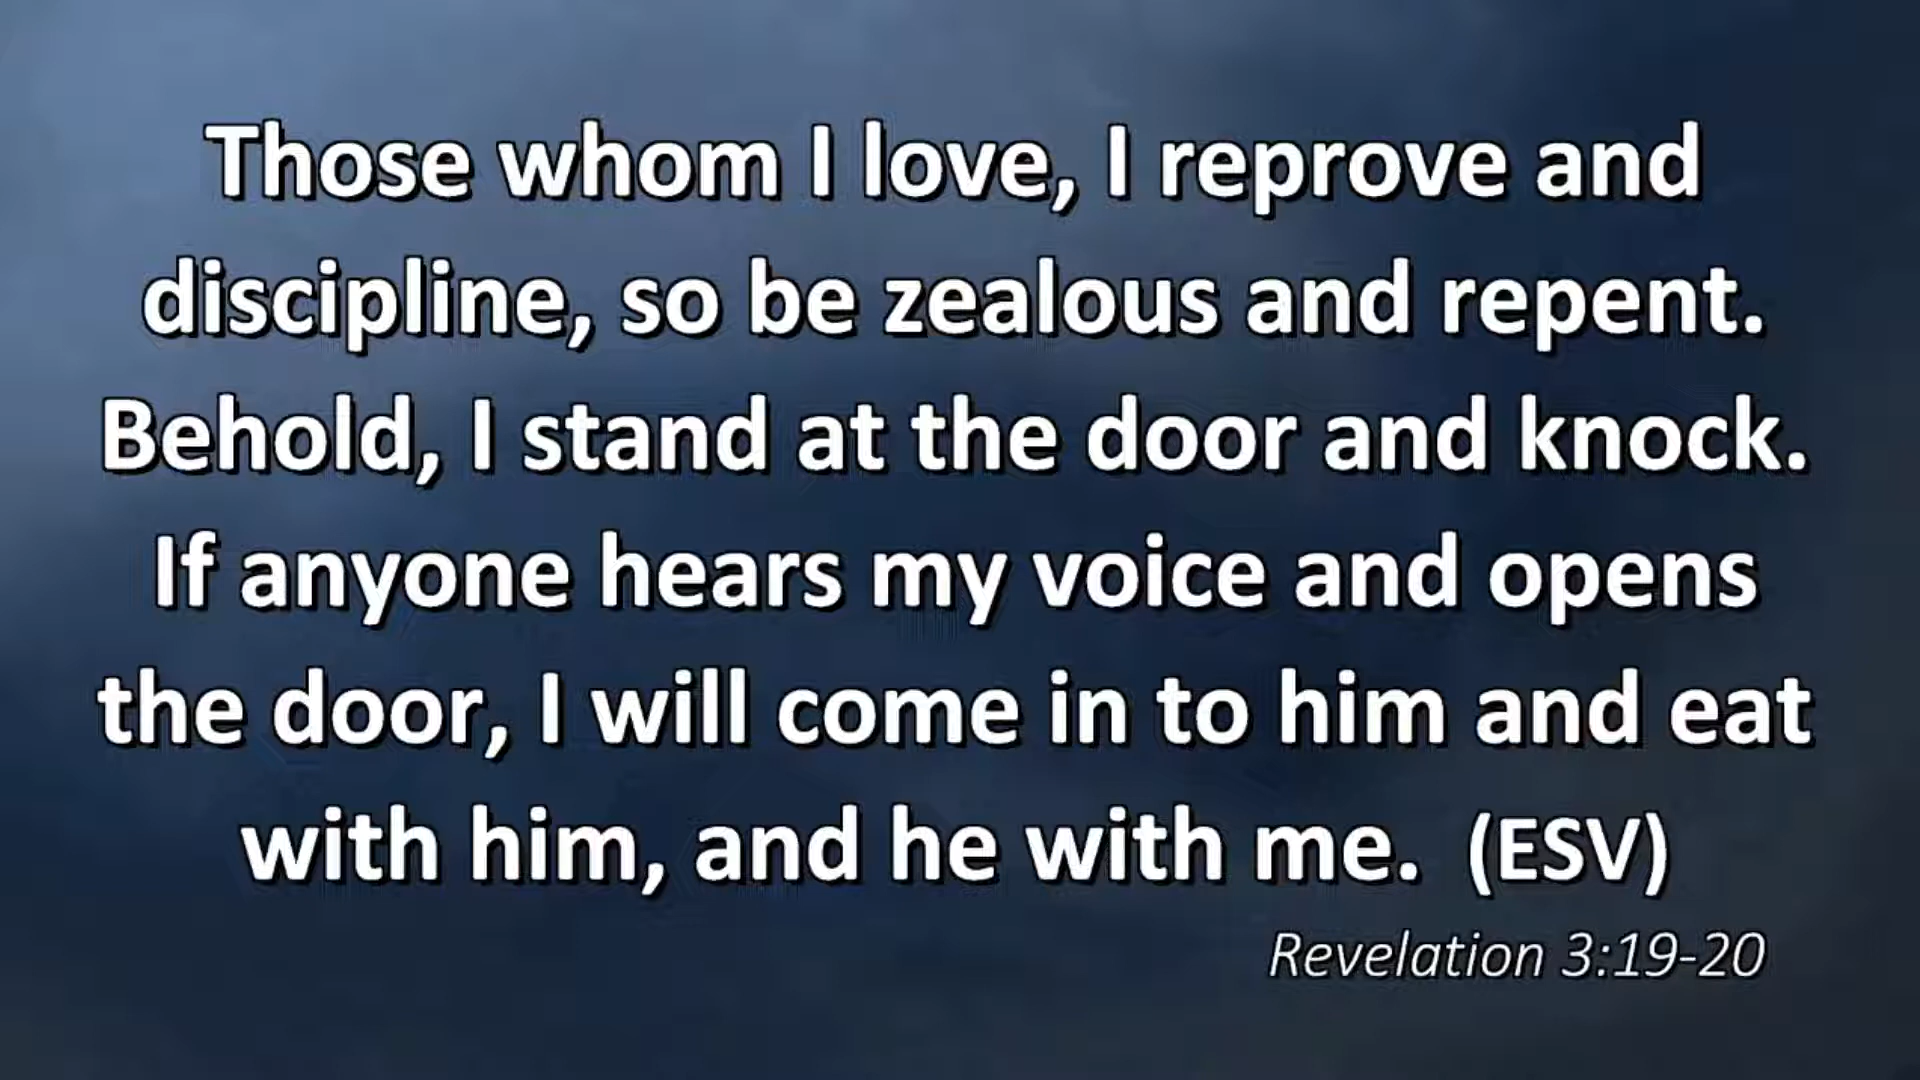 Those whom I love, I reprove and
discipline, so be zealous and repent.
Behold, I stand at the door and knock.
If anyone hears my voice and opens
the door, I will come in to him and eat
with him, and he with me. (ESV)
Revelation 3:19-20